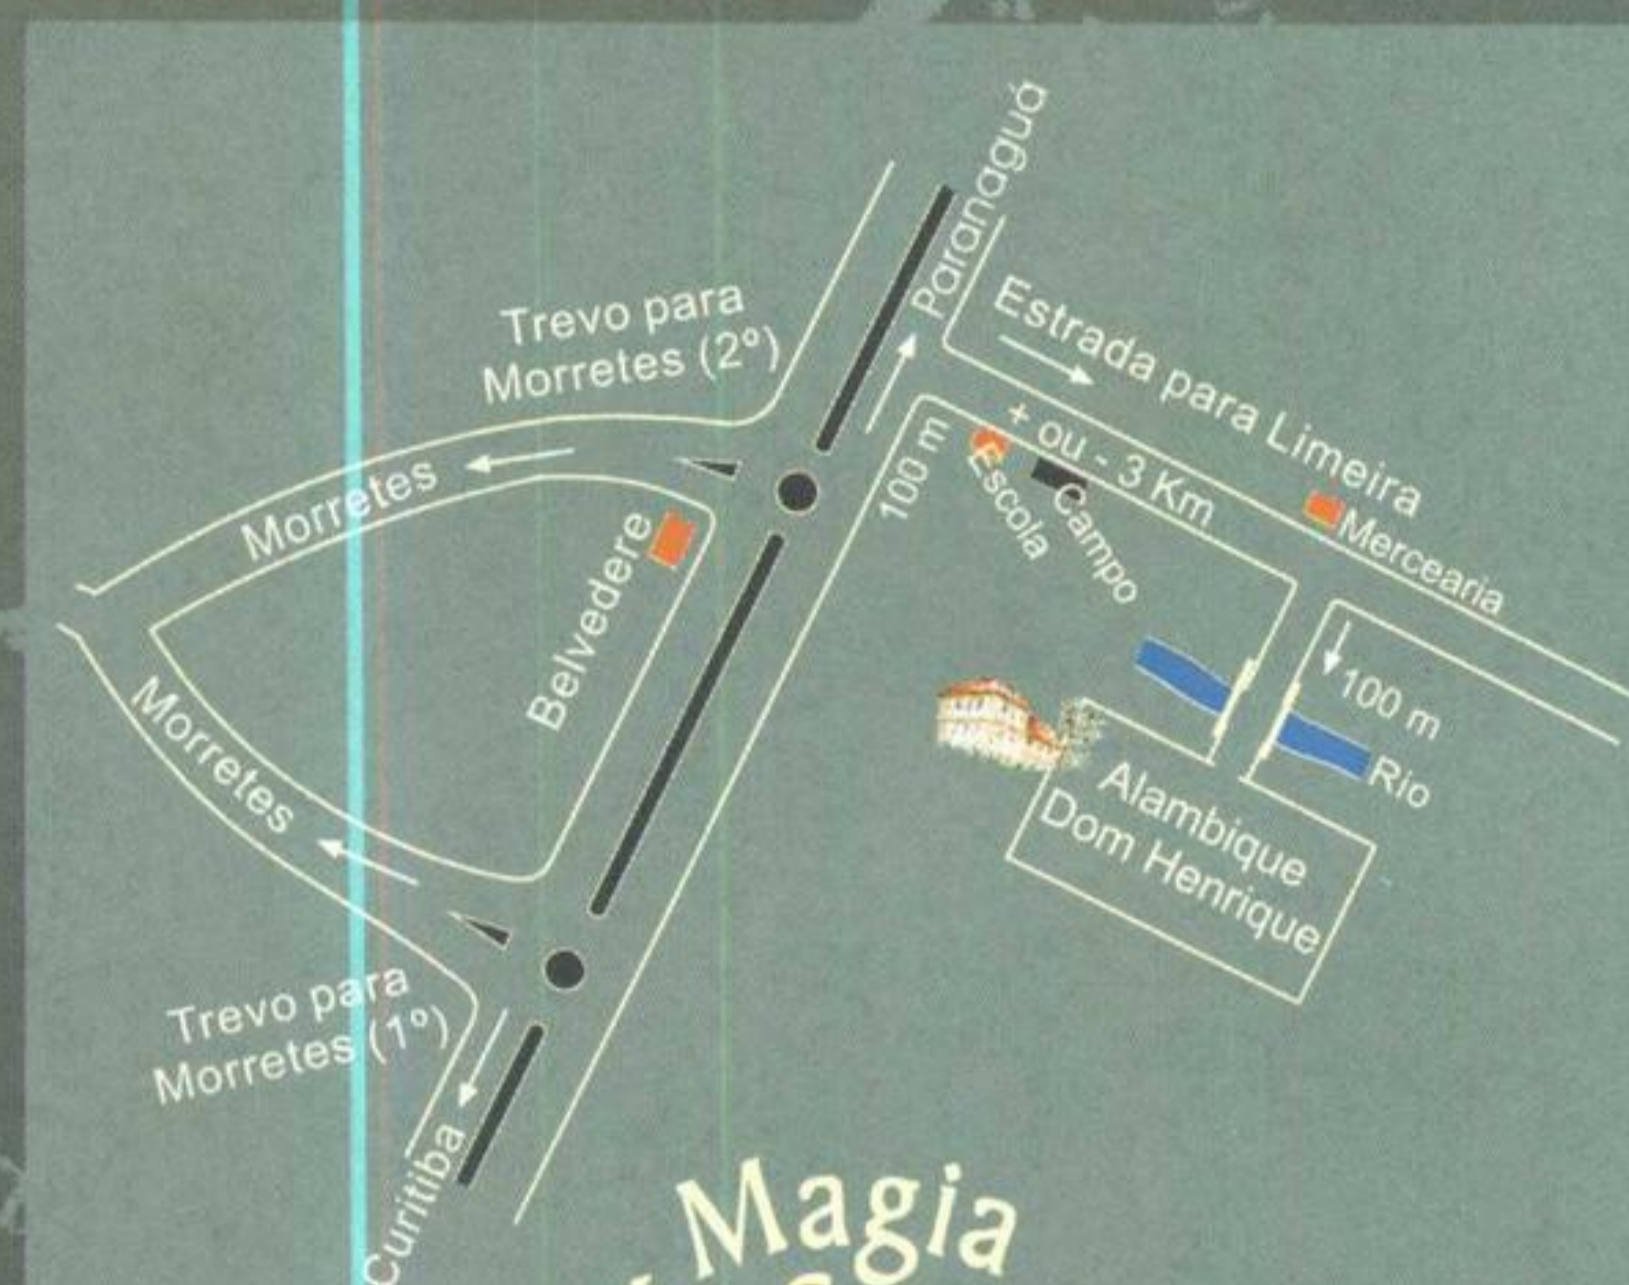 Paranaguá
Trevo para
Morretes (2º)
Estrada para Limeira
+ ou - 3 Km
100 m
Escola
Campo
Mercearia
Morretes
Belvedere
Morretes
100 m
Rio
Alambique
Dom Henrique
Trevo para
Morretes (1º)
Curitiba
Magia